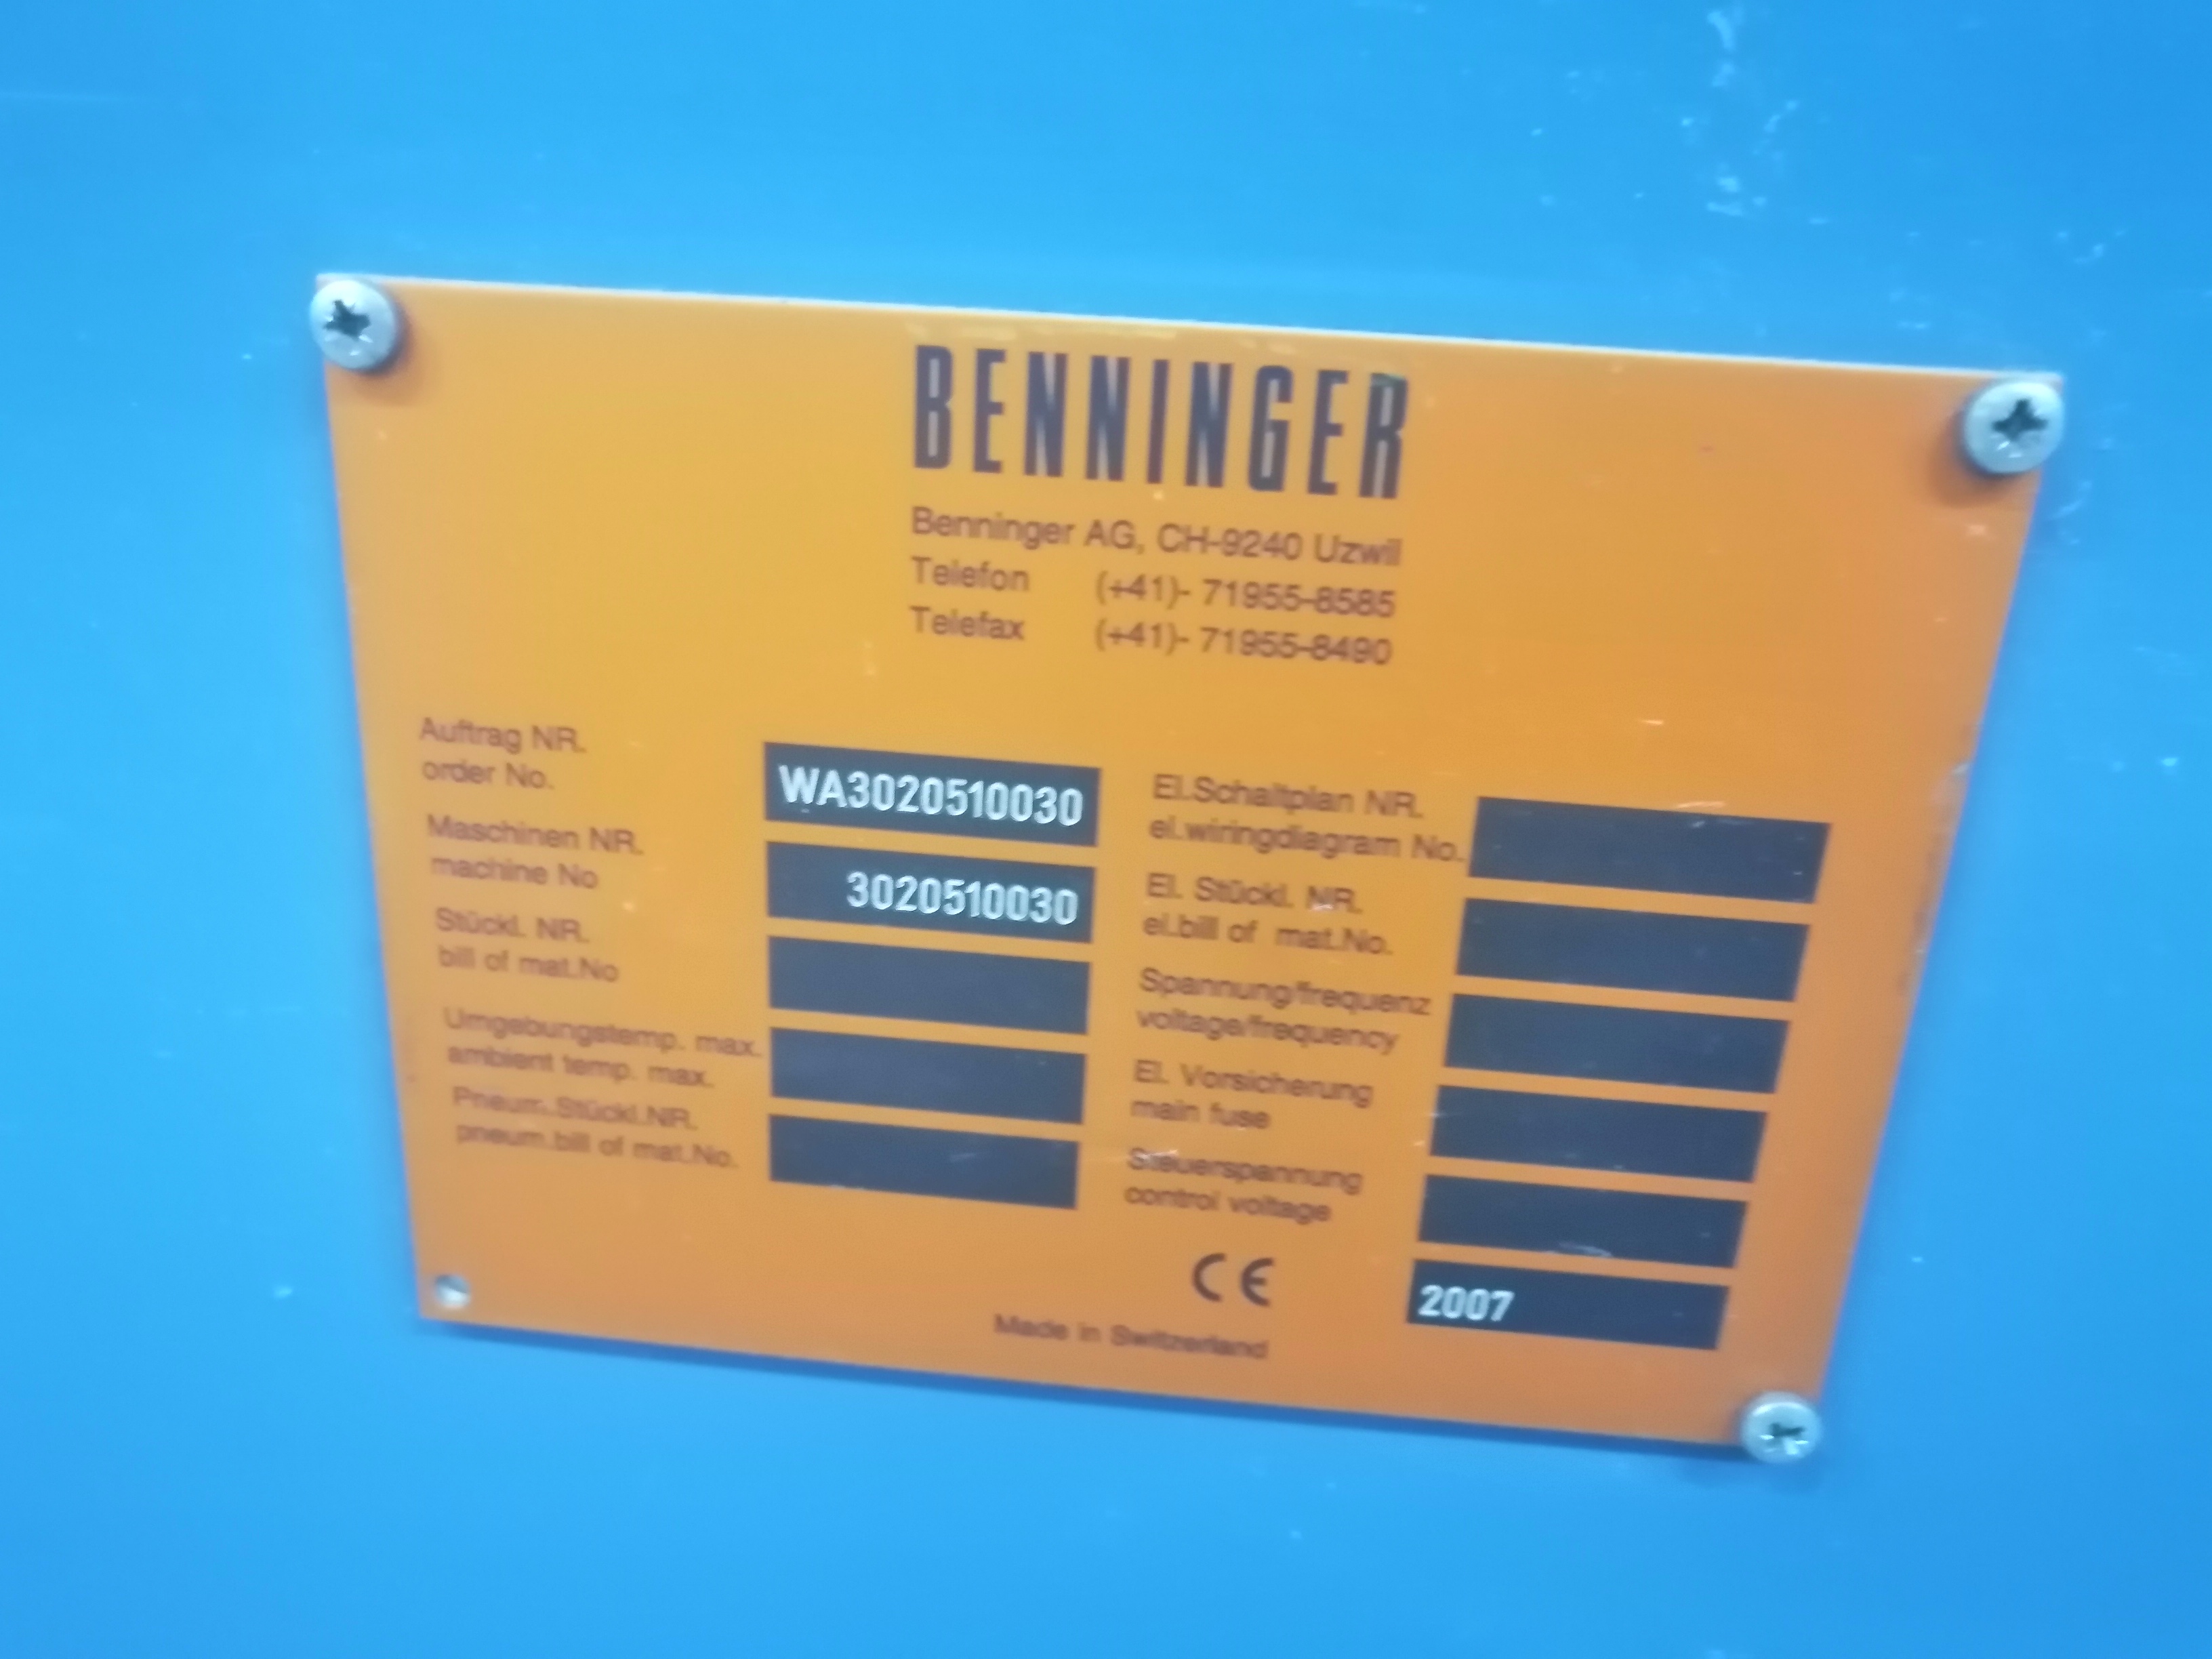 BENNINGER
Benninger AG, CH-9240 Uzwil
Telefon (+41)- 71955-8585
Telefax (+41)- 71955-8490
Auftrag NR.
order No.
WA3020510030
Maschinen NR.
machine No
3020510030
Stückl. NR.
bill of mat.No
Umgebungstemp. max.
ambient temp. max.
Pneum.Stückl.NR.
pneum.bill of mat.No.
El.Schaltplan NR.
el.wiringdiagram No.
El. Stückl. NR.
el.bill of mat.No.
Spannung/frequenz
voltage/frequency
El. Vorsicherung
main fuse
Steuerspannung
control voltage
CE
2007
Made in Switzerland